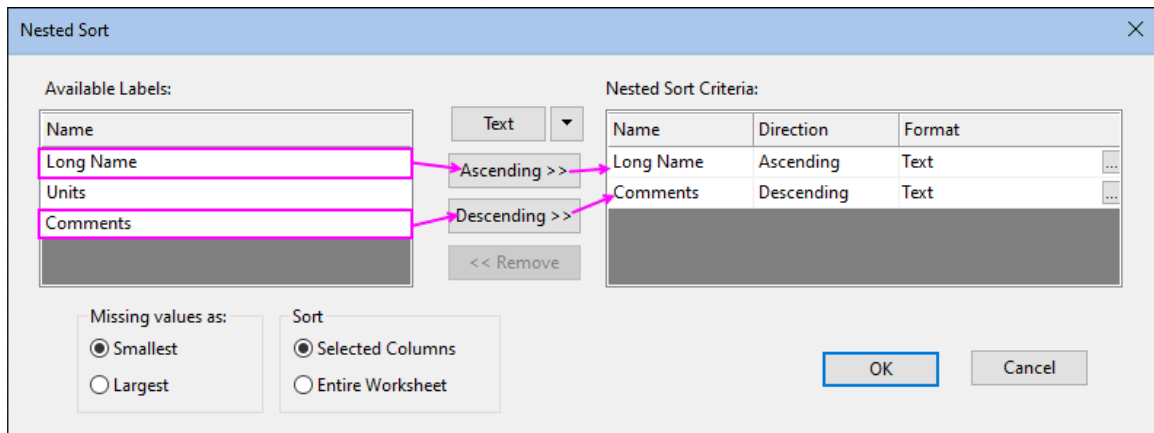 Nested Sort
Available Labels:
Name
Long Name
Units
Comments
Text
Ascending >>
Descending >>
<< Remove
Nested Sort Criteria:
Name Direction Format
Long Name Ascending Text ...
Comments Descending Text ...
Missing values as:
Smallest
Largest
Sort
Selected Columns
Entire Worksheet
OK
Cancel